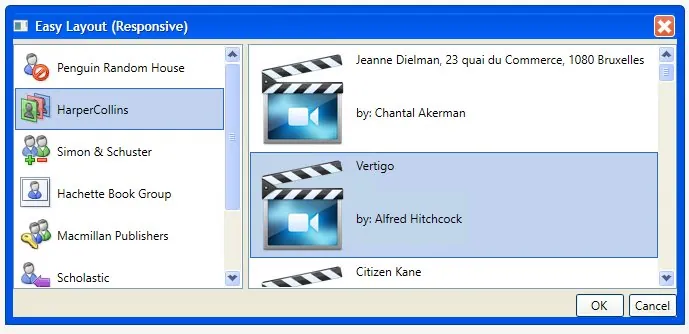 Easy Layout (Responsive)
Penguin Random House
HarperCollins
Simon & Schuster
Hachette Book Group
Macmillan Publishers
Scholastic
Jeanne Dielman, 23 quai du Commerce, 1080 Bruxelles
by: Chantal Akerman
Vertigo
by: Alfred Hitchcock
Citizen Kane
OK
Cancel